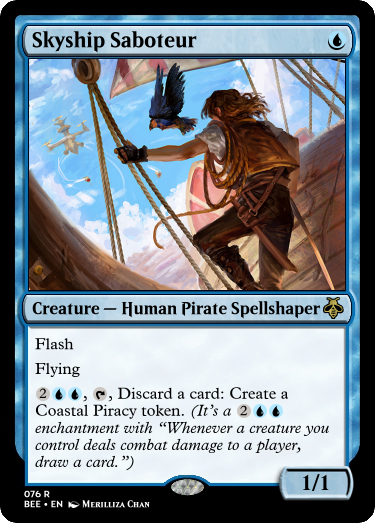 Skyship Saboteur
Creature — Human Pirate Spellshaper
Flash
Flying
2, , Discard a card: Create a
Coastal Piracy token. (It's a 2
enchantment with “Whenever a creature you
control deals combat damage to a player,
draw a card.”)
1/1
076 R
BEE • EN Merilliza Chan